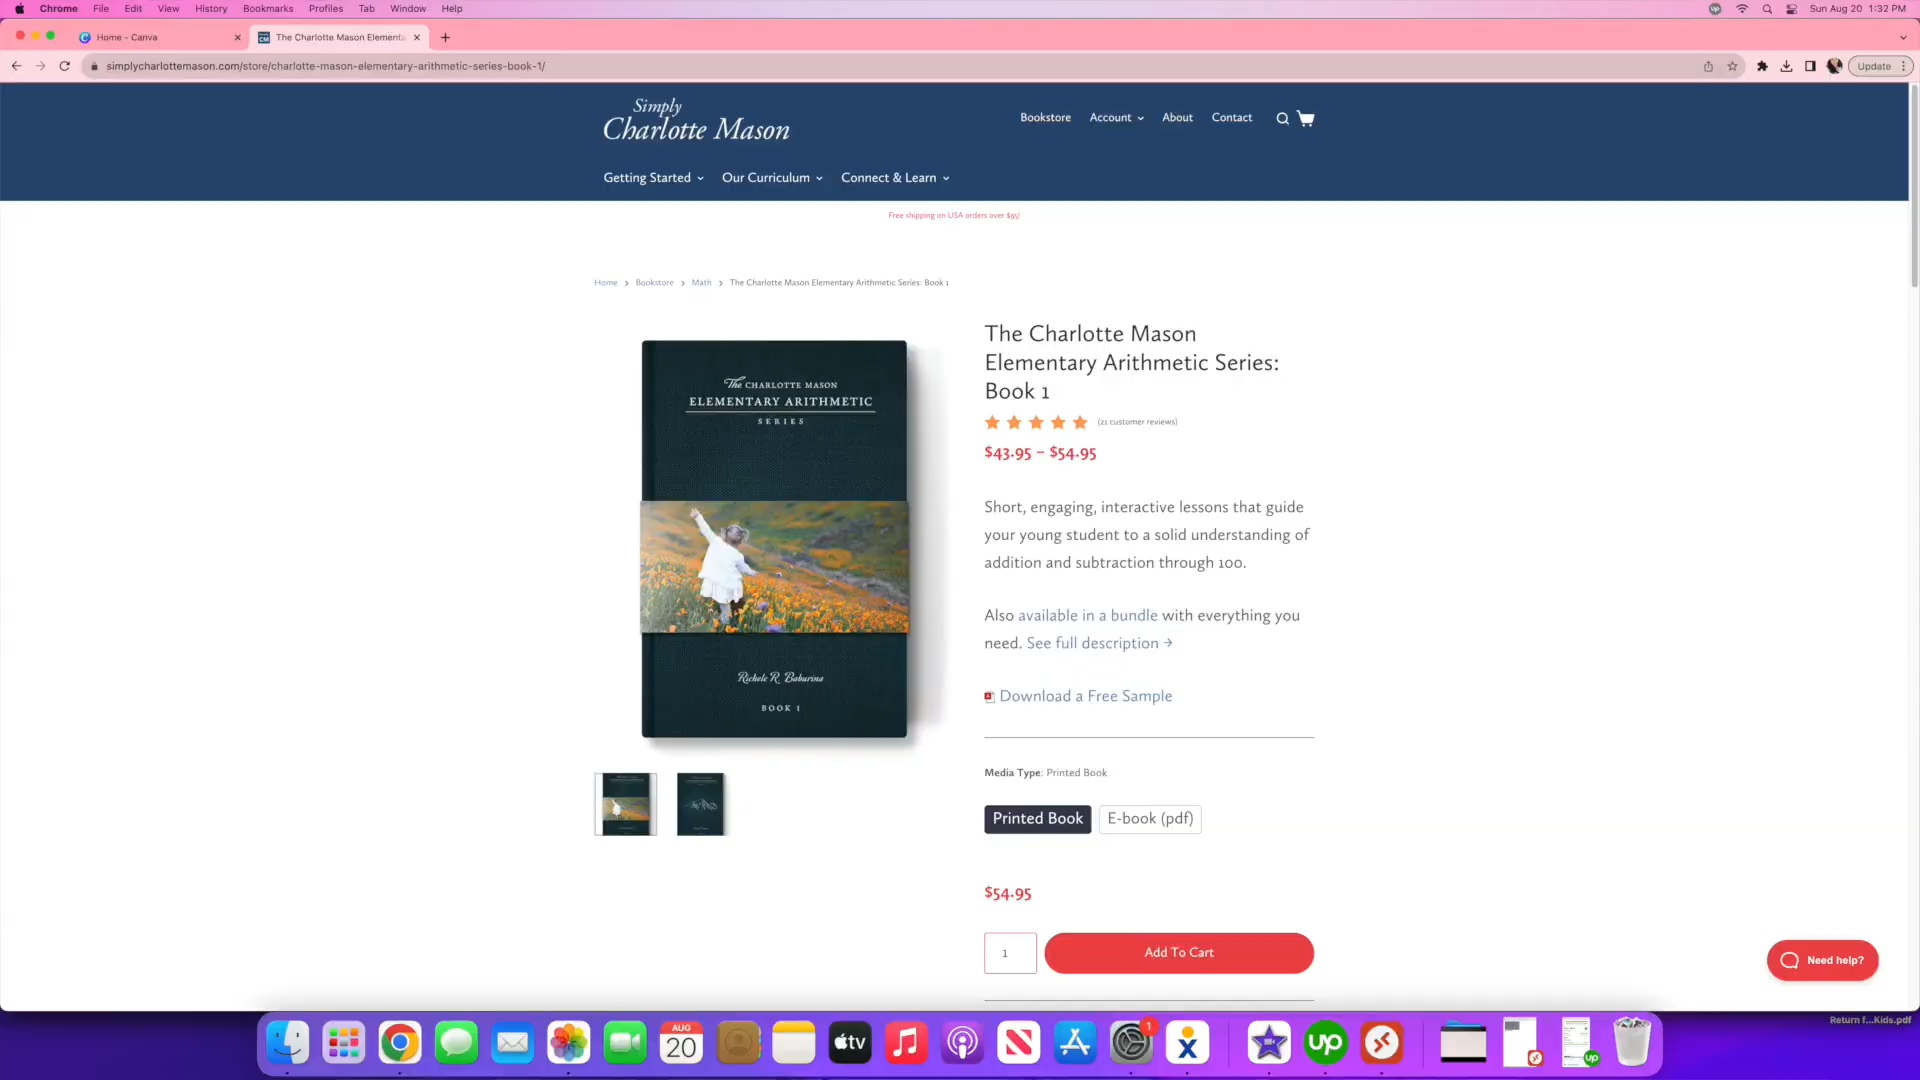 Chrome File Edit View History Bookmarks Profiles Tab Window Help
Sun Aug 20 1:32 PM
Home - Canva
The Charlotte Mason Elementa
simplycharlottemason.com/store/charlotte-mason-elementary-arithmetic-series-book-1/
Update
Simply
Charlotte Mason
Bookstore Account About Contact
Getting Started Our Curriculum Connect & Learn
Free shipping on USA orders over $95!
Home > Bookstore > Math > The Charlotte Mason Elementary Arithmetic Series: Book 1
The CHARLOTTE MASON
ELEMENTARY ARITHMETIC
SERIES
Richele R. Baburina
BOOK 1
The Charlotte Mason
Elementary Arithmetic Series:
Book 1
(21 customer reviews)
$43.95 – $54.95
Short, engaging, interactive lessons that guide
your young student to a solid understanding of
addition and subtraction through 100.
Also available in a bundle with everything you
need. See full description →
Download a Free Sample
Media Type: Printed Book
Printed Book
E-book (pdf)
$54.95
1
Add To Cart
Need help?
Return f...Kids.pdf
AUG
20
tv
1
up